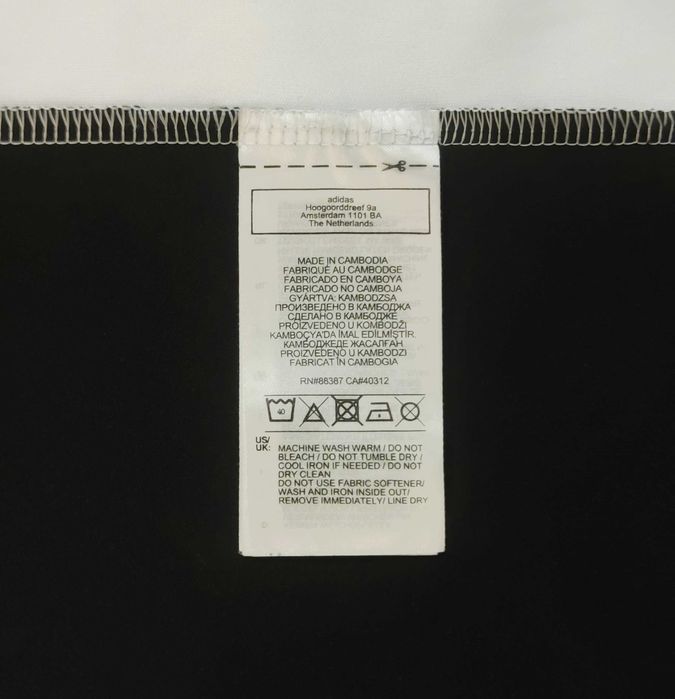 adidas
Hoogoorddreef 9a
Amsterdam 1101 BA
The Netherlands
MADE IN CAMBODIA
FABRIQUÉ AU CAMBODGE
FABRICADO EN CAMBOYA
FABRICADO NO CAMBOJA
GYÁRTVA: KAMBODZSA
ПРОИЗВЕДЕНО В КАМБОДЖА
СДЕЛАНО В КАМБОДЖЕ
PROIZVEDENO U KOMBODŽI
KAMBOÇYA'DA İMAL EDİLMİŞTİR.
КАМБОДЖЕДЕ ЖАСАЛҒАН
PROIZVEDENO U KAMBODZI
FABRICAT ÎN CAMBOGIA
RN#88387 CA#40312
40
US/
UK: MACHINE WASH WARM / DO NOT
BLEACH / DO NOT TUMBLE DRY /
COOL IRON IF NEEDED / DO NOT
DRY CLEAN
DO NOT USE FABRIC SOFTENER/
WASH AND IRON INSIDE OUT/
REMOVE IMMEDIATELY/ LINE DRY